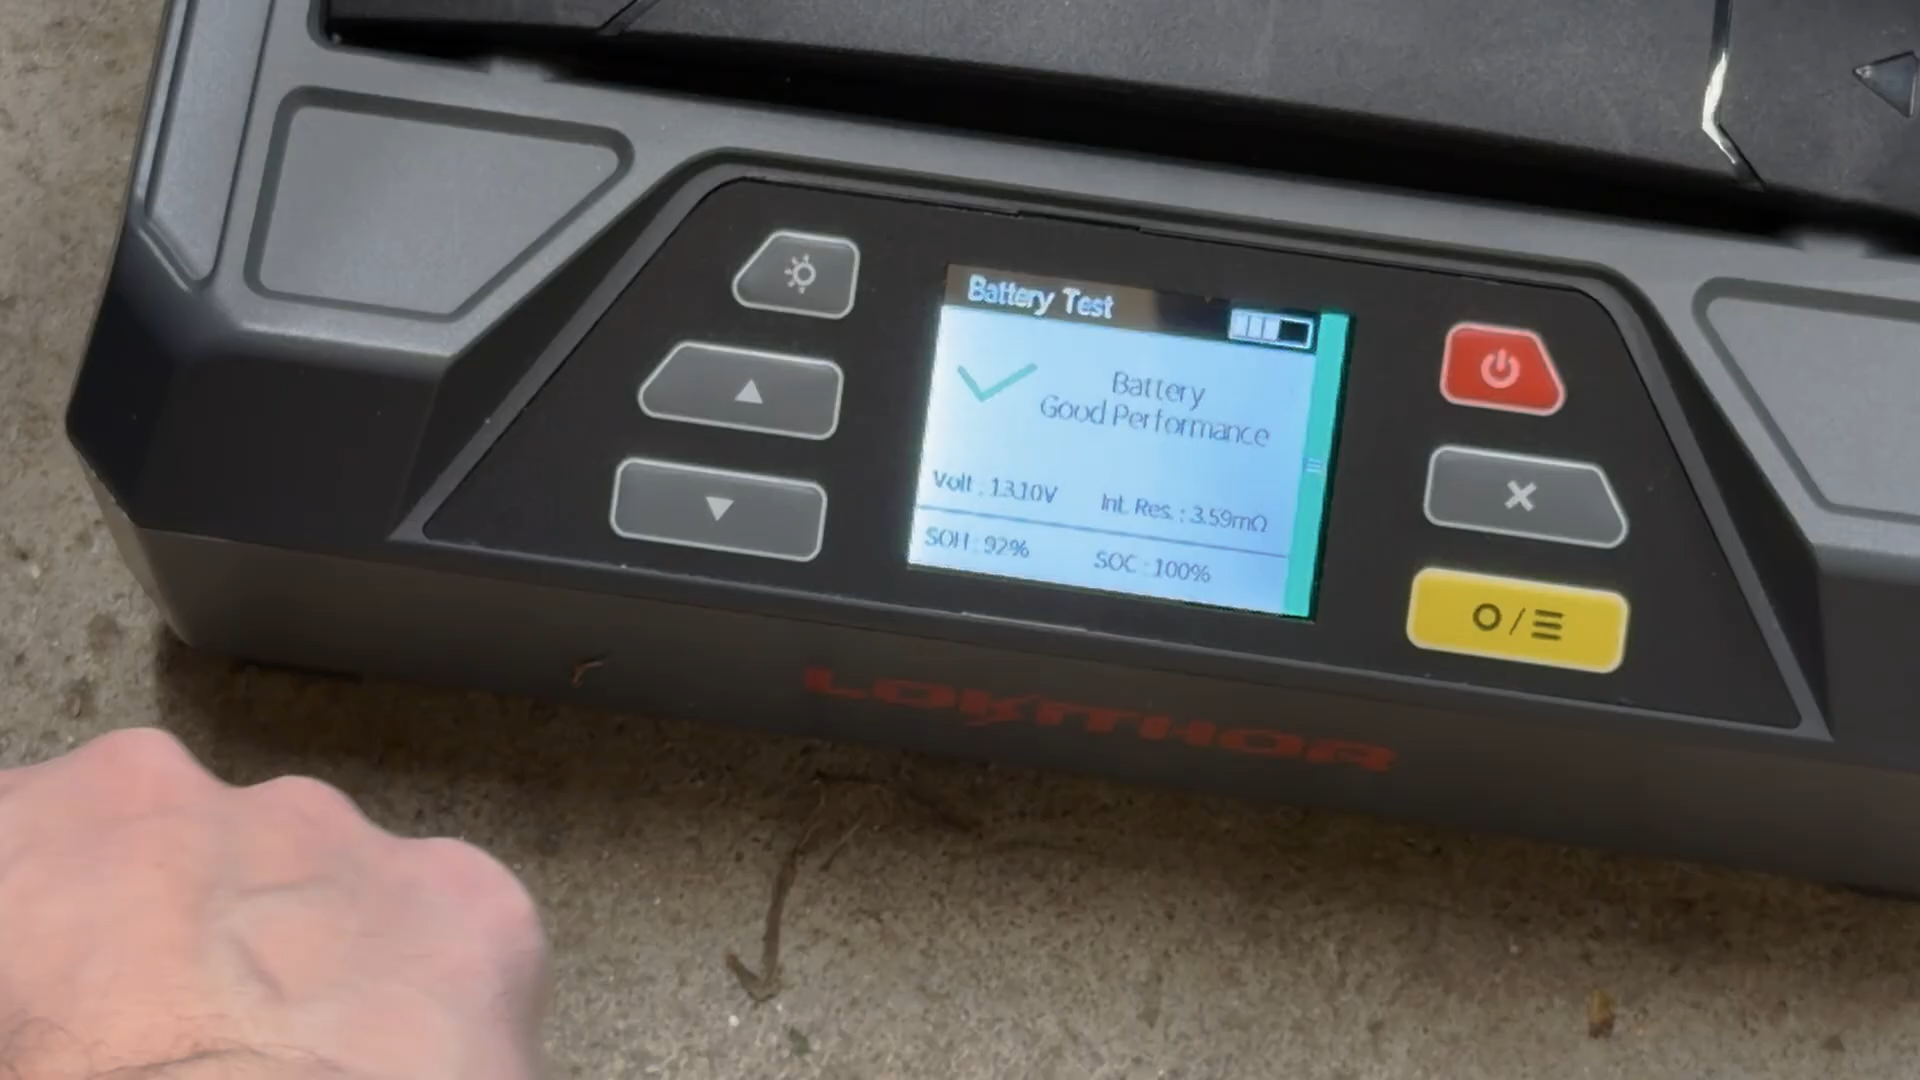 Battery Test
Battery
Good Performance
Volt : 13.10V
Int. Res. : 3.59mΩ
SOH : 92%
SOC : 100%
LOKITHOR